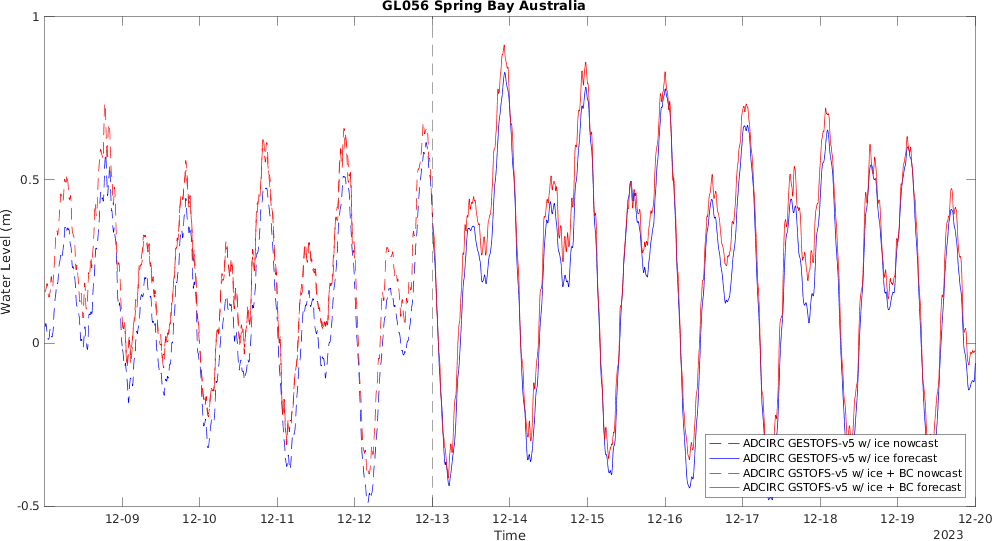 GL056 Spring Bay Australia
Water Level (m)
1
0.5
0
-0.5
12-09 12-10 12-11 12-12 12-13 12-14 12-15 12-16 12-17 12-18 12-19 12-20
Time
2023
ADCIRC GESTOFS-v5 w/ ice nowcast
ADCIRC GESTOFS-v5 w/ ice forecast
ADCIRC GSTOFS-v5 w/ ice + BC nowcast
ADCIRC GSTOFS-v5 w/ ice + BC forecast